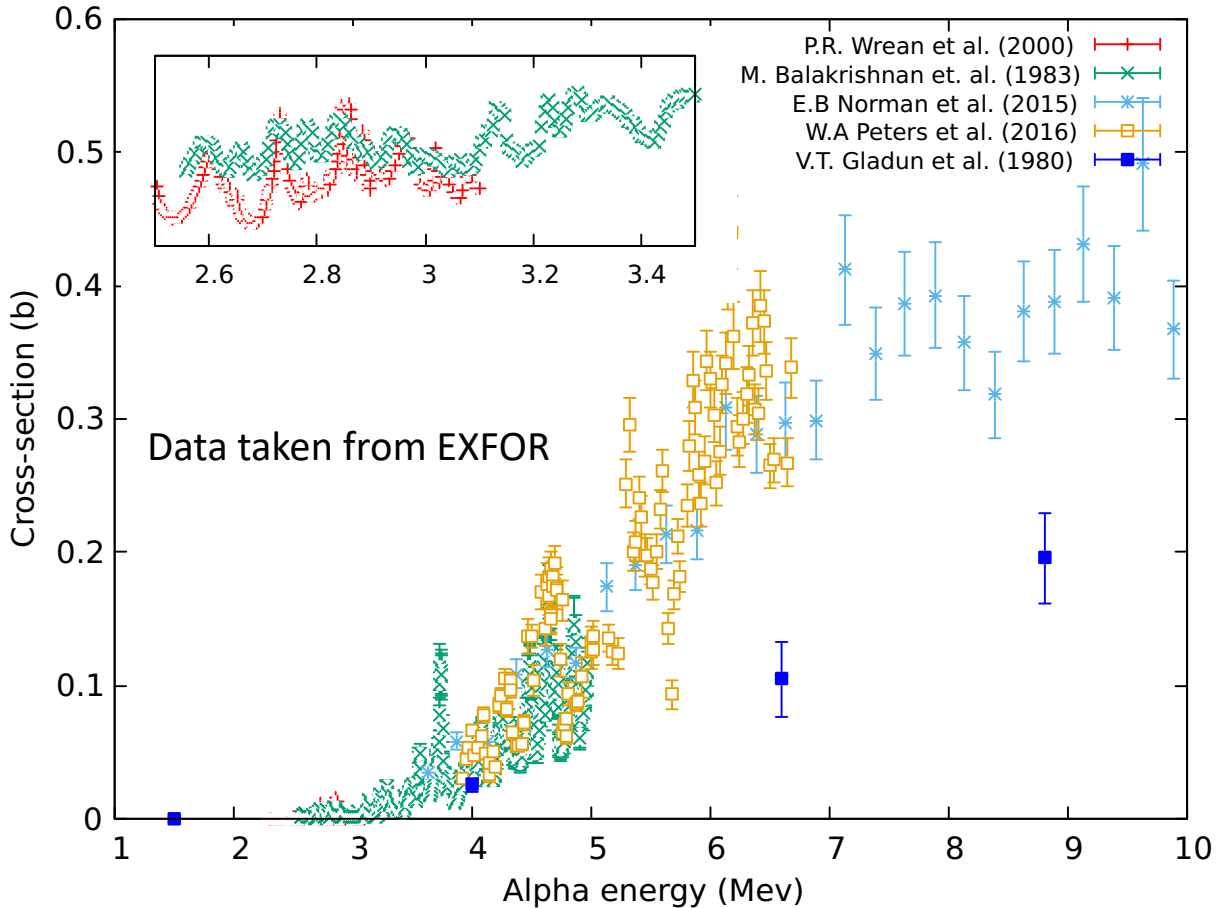 0.6
0.5
0.4
0.3
0.2
0.1
0
Cross-section (b)
P.R. Wrean et al. (2000)
M. Balakrishnan et. al. (1983)
E.B Norman et. al. (2015)
W.A Peters et al. (2016)
V.T. Gladun et al. (1980)
2.6 2.8 3 3.2 3.4
Data taken from EXFOR
1 2 3 4 5 6 7 8 9 10
Alpha energy (Mev)